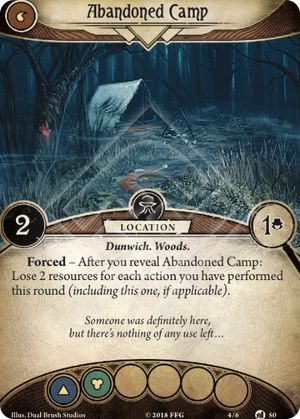 Abandoned Camp
2
LOCATION
1
Dunwich. Woods.
Forced – After you reveal Abandoned Camp:
Lose 2 resources for each action you have performed
this round (including this one, if applicable).
Someone was definitely here,
but there's nothing of any use left…
Illus. Dual Brush Studios
© 2018 FFG
4/6
50